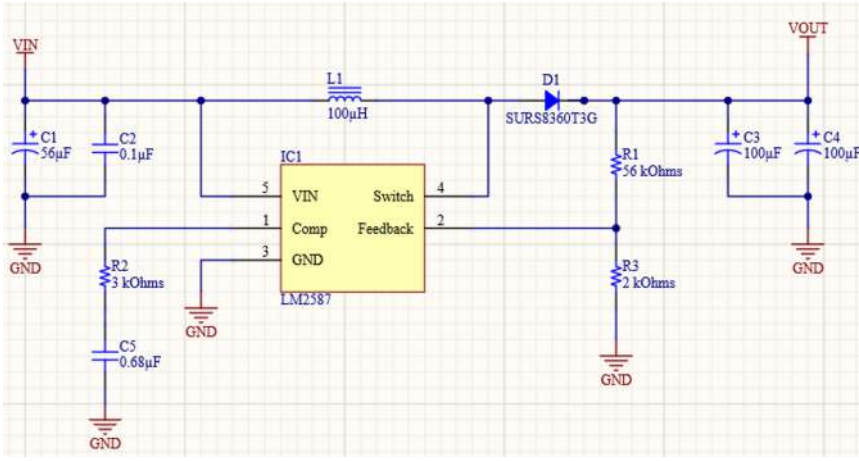 VIN
VOUT
L1
100µH
D1
SURS8360T3G
C1
56µF
C2
0.1µF
IC1
R1
56 kOhms
C3
100µF
C4
100µF
5
VIN
Switch
4
1
Comp
Feedback
2
3
GND
LM2587
GND
R2
3 kOhms
R3
2 kOhms
GND
GND
C5
0.68µF
GND
GND